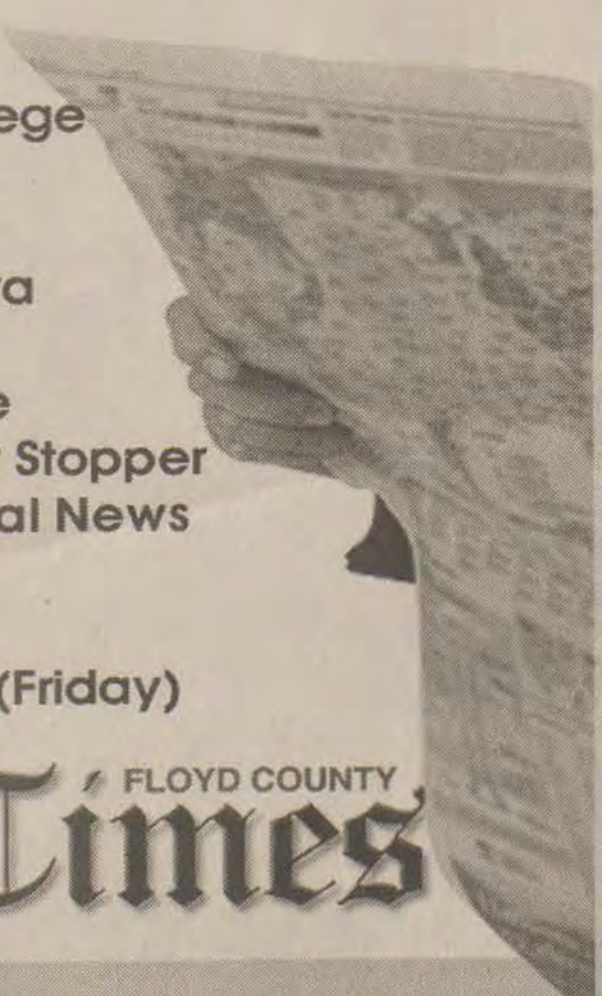 ege
a
e
Stopper
al News
(Friday)
FLOYD COUNTY
Times